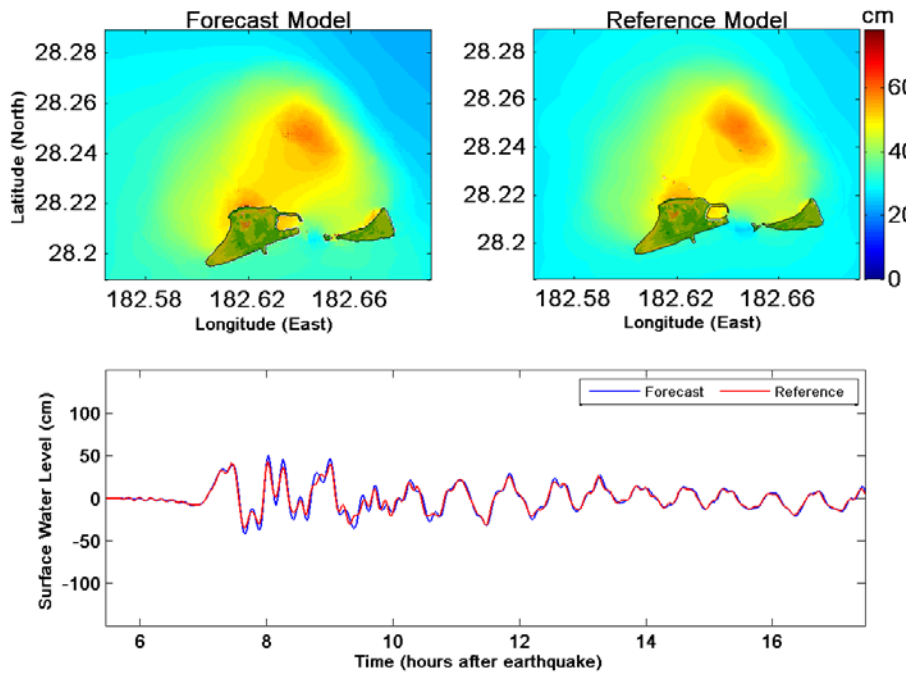 Forecast Model
Reference Model
cm
28.28
28.26
28.24
28.22
28.2
Latitude (North)
182.58 182.62 182.66
Longitude (East)
28.28
28.26
28.24
28.22
28.2
182.58 182.62 182.66
Longitude (East)
60
40
20
0
Forecast Reference
100
50
0
-50
-100
Surface Water Level (cm)
6 8 10 12 14 16
Time (hours after earthquake)